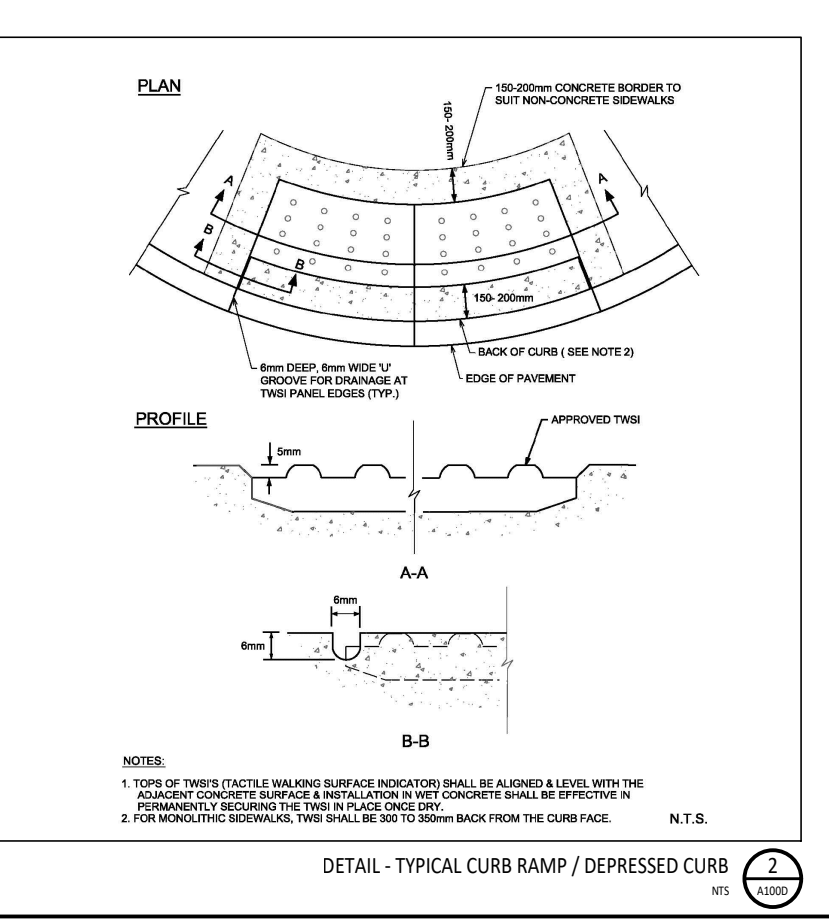 PLAN
150-200mm CONCRETE BORDER TO
SUIT NON-CONCRETE SIDEWALKS
150- 200mm
A
A
B
B
150- 200mm
BACK OF CURB ( SEE NOTE 2)
EDGE OF PAVEMENT
6mm DEEP, 6mm WIDE 'U'
GROOVE FOR DRAINAGE AT
TWSI PANEL EDGES (TYP.)
PROFILE
APPROVED TWSI
5mm
A-A
6mm
6mm
B-B
NOTES:
1. TOPS OF TWSI'S (TACTILE WALKING SURFACE INDICATOR) SHALL BE ALIGNED & LEVEL WITH THE
ADJACENT CONCRETE SURFACE & INSTALLATION IN WET CONCRETE SHALL BE EFFECTIVE IN
PERMANENTLY SECURING THE TWSI IN PLACE ONCE DRY.
2. FOR MONOLITHIC SIDEWALKS, TWSI SHALL BE 300 TO 350mm BACK FROM THE CURB FACE.
N.T.S.
DETAIL - TYPICAL CURB RAMP / DEPRESSED CURB
NTS
2
A100D